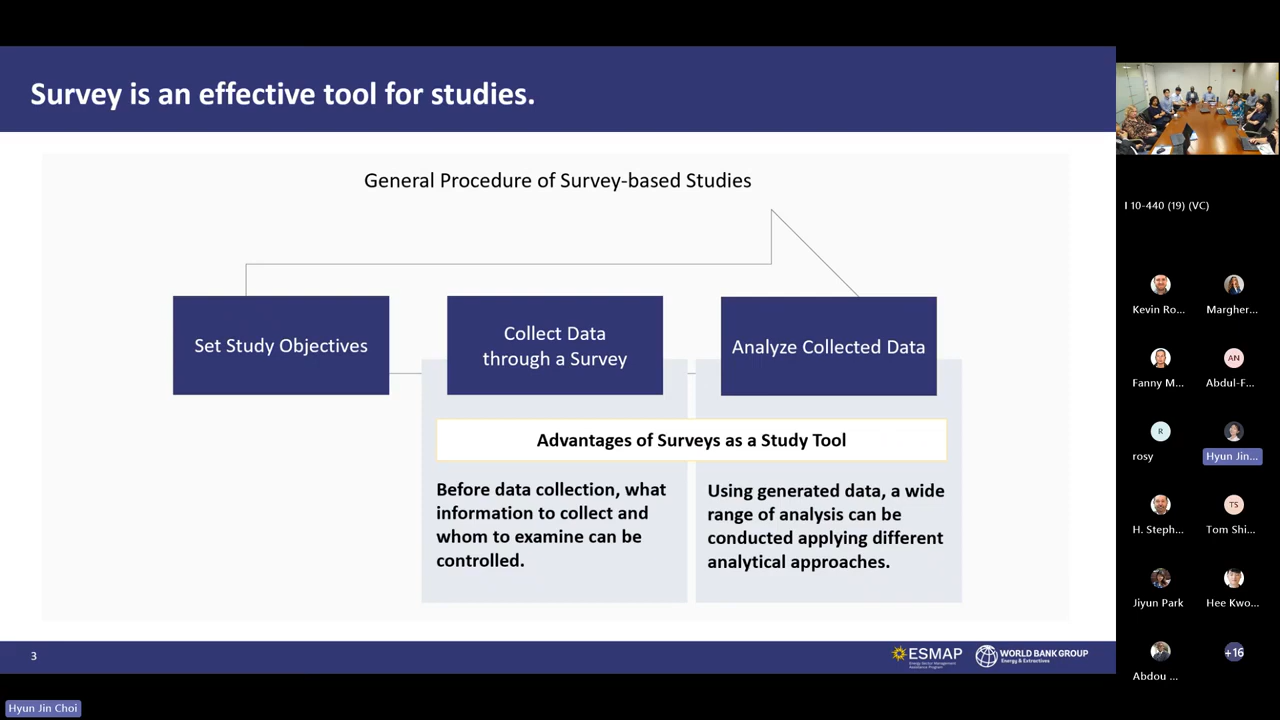 Survey is an effective tool for studies.
General Procedure of Survey-based Studies
Set Study Objectives
Collect Data
through a Survey
Analyze Collected Data
Advantages of Surveys as a Study Tool
Before data collection, what
information to collect and
whom to examine can be
controlled.
Using generated data, a wide
range of analysis can be
conducted applying different
analytical approaches.
3
ESMAP
Energy Sector Management
Assistance Program
WORLD BANK GROUP
Energy & Extractives
I 10-440 (19) (VC)
Kevin Ro...
Margher...
Fanny M...
AN
Abdul-F...
R
rosy
Hyun Jin...
H. Steph...
TS
Tom Shi...
Jiyun Park
Hee Kwo...
Abdou ...
+16
Hyun Jin Choi